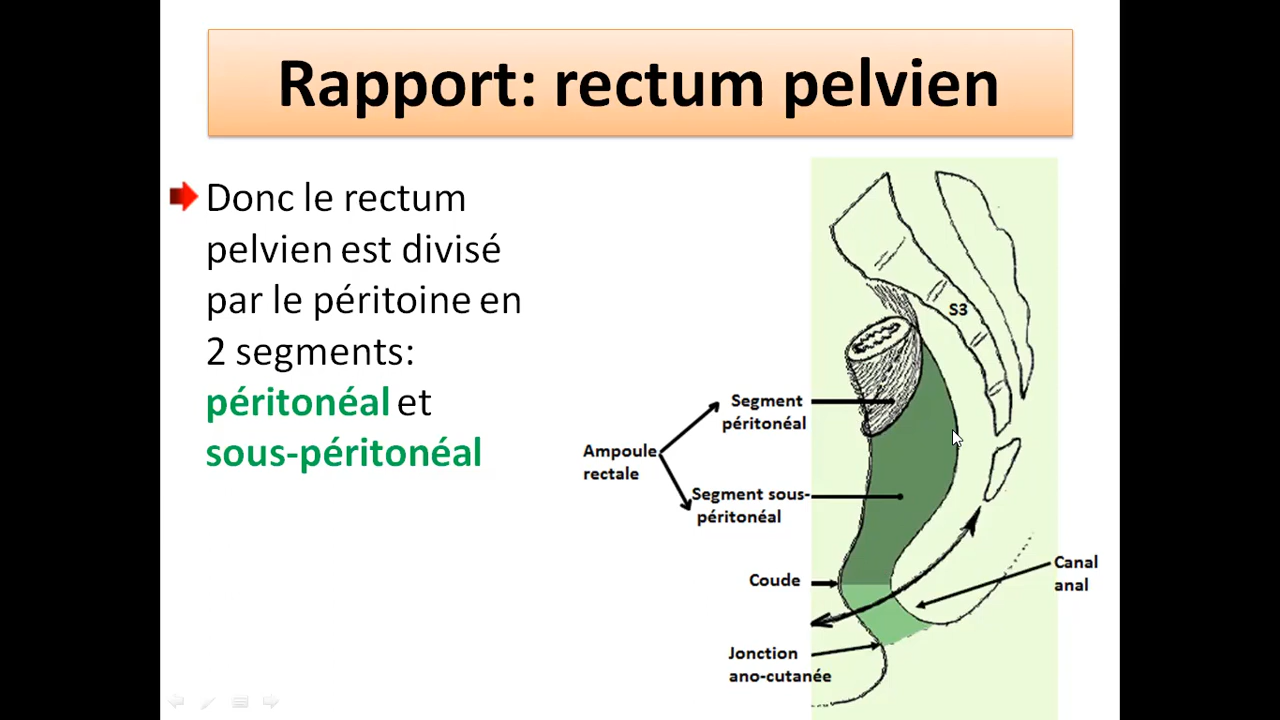 Rapport: rectum pelvien
Donc le rectum
pelvien est divisé
par le péritoine en
2 segments:
péritonéal et
sous-péritonéal
S3
Segment
péritonéal
Ampoule
rectale
Segment sous-
péritonéal
Coude
Canal
anal
Jonction
ano-cutanée